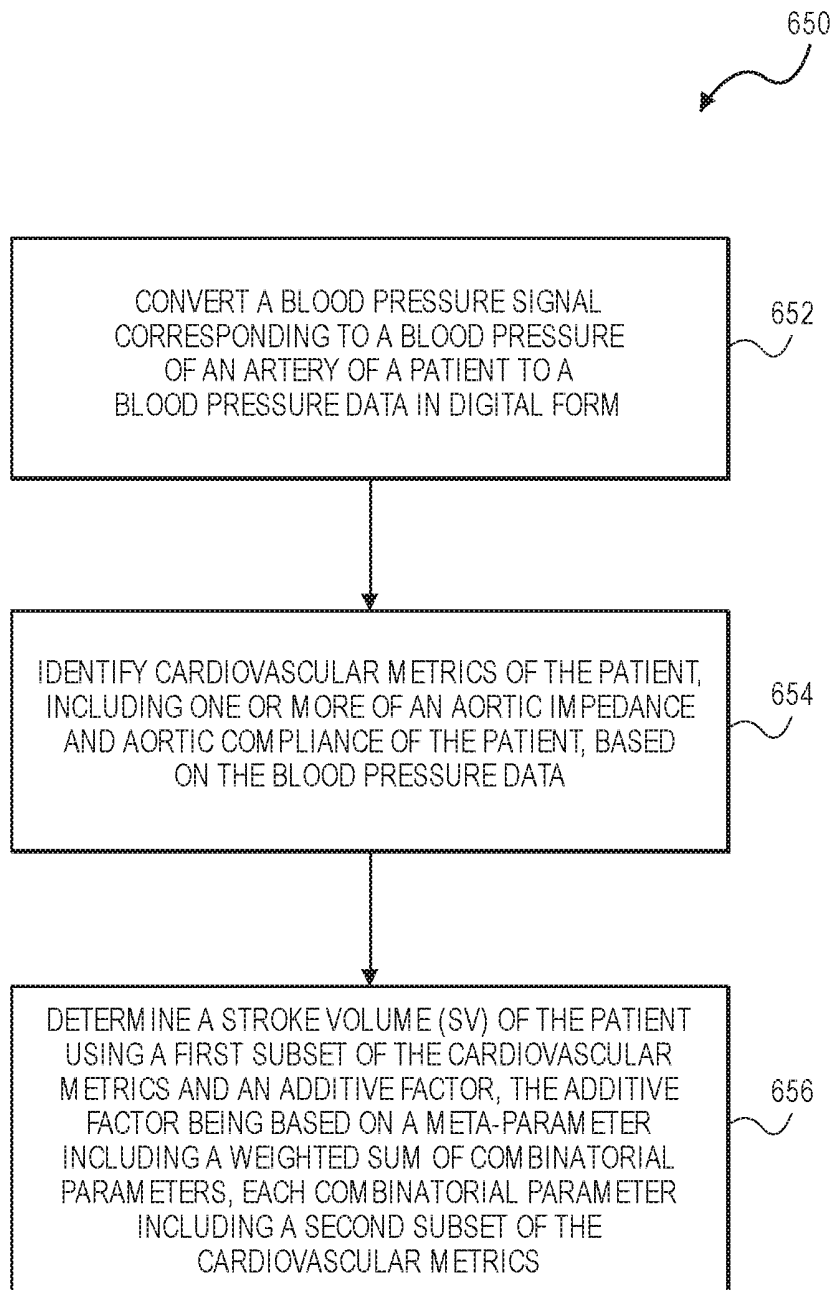 650
CONVERT A BLOOD PRESSURE SIGNAL
CORRESPONDING TO A BLOOD PRESSURE
OF AN ARTERY OF A PATIENT TO A
BLOOD PRESSURE DATA IN DIGITAL FORM
652
IDENTIFY CARDIOVASCULAR METRICS OF THE PATIENT,
INCLUDING ONE OR MORE OF AN AORTIC IMPEDANCE
AND AORTIC COMPLIANCE OF THE PATIENT, BASED
ON THE BLOOD PRESSURE DATA
654
DETERMINE A STROKE VOLUME (SV) OF THE PATIENT
USING A FIRST SUBSET OF THE CARDIOVASCULAR
METRICS AND AN ADDITIVE FACTOR, THE ADDITIVE
FACTOR BEING BASED ON A META-PARAMETER
INCLUDING A WEIGHTED SUM OF COMBINATORIAL
PARAMETERS, EACH COMBINATORIAL PARAMETER
INCLUDING A SECOND SUBSET OF THE
CARDIOVASCULAR METRICS
656